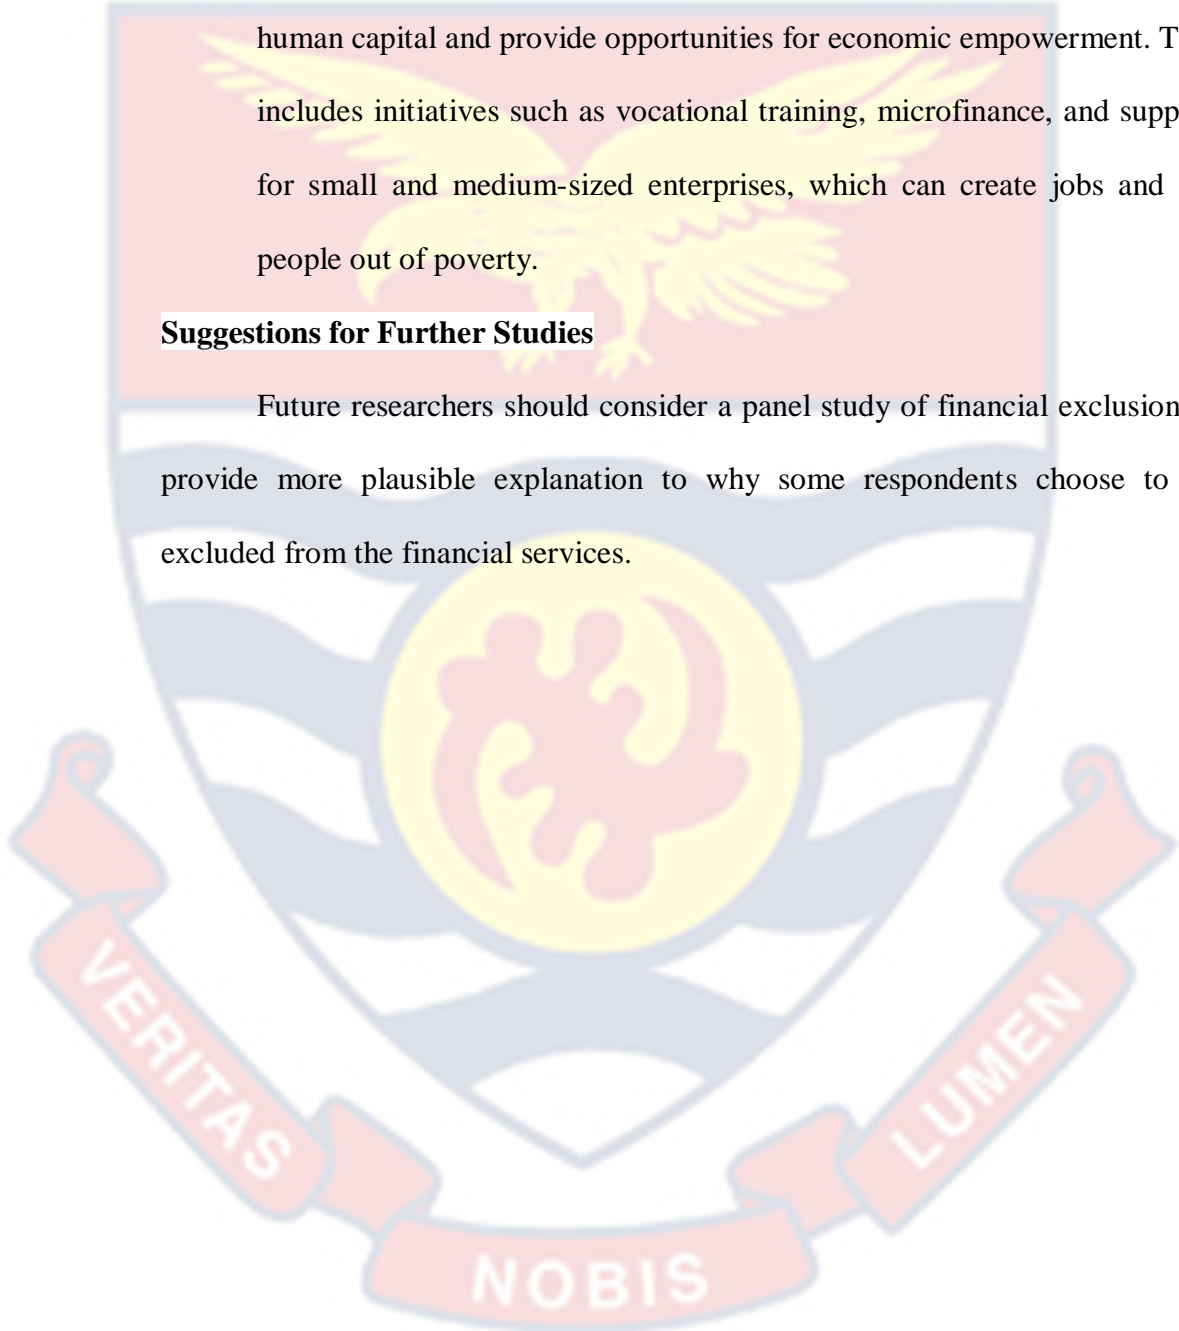 human capital and provide opportunities for economic empowerment. T
includes initiatives such as vocational training, microfinance, and supp
for small and medium-sized enterprises, which can create jobs and
people out of poverty.
Suggestions for Further Studies
Future researchers should consider a panel study of financial exclusion
provide more plausible explanation to why some respondents choose to
excluded from the financial services.
VERITAS
NOBIS
LUMEN